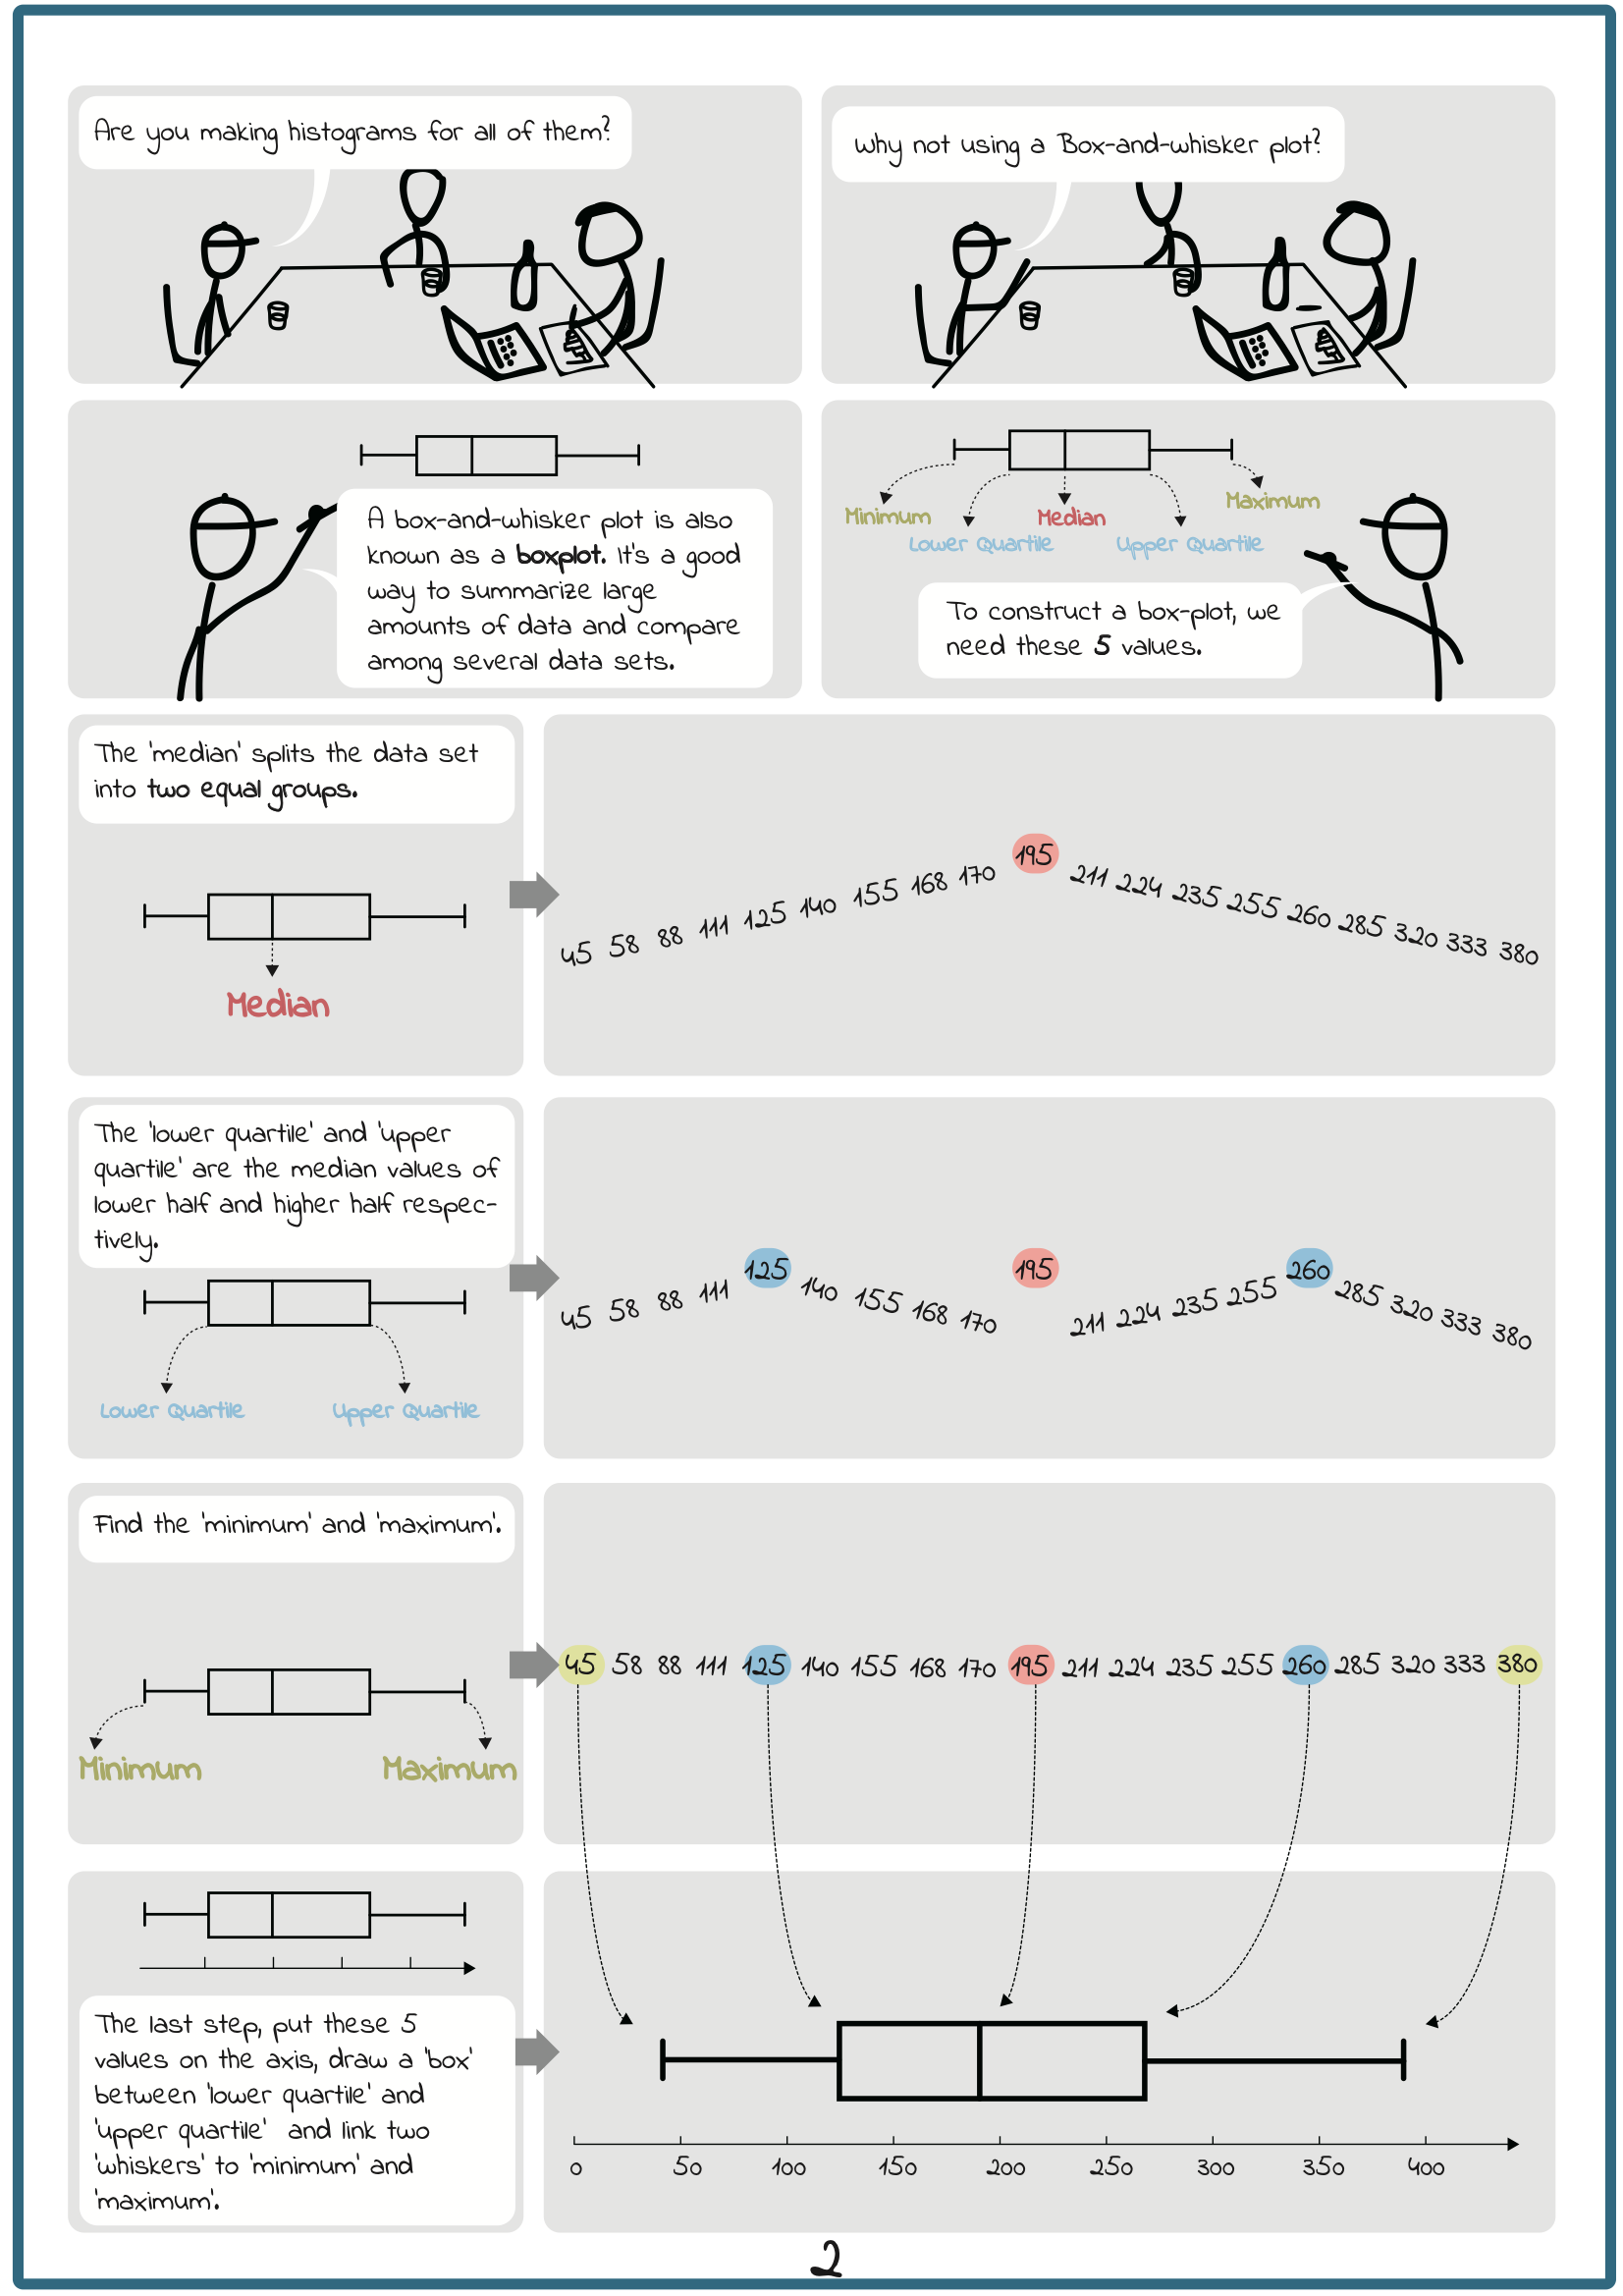 Are you making histograms for all of them?
Why not using a Box-and-whisker plot?
A box-and-whisker plot is also
known as a boxplot. It's a good
way to summarize large
amounts of data and compare
among several data sets.
Minimum
Lower Quartile
Median
Upper Quartile
Maximum
To construct a box-plot, we
need these 5 values.
The 'median' splits the data set
into two equal groups.
Median
45 58 88 111 125 140 155 168 170 195 211 224 235 255 260 285 320 333 380
The 'lower quartile' and 'upper
quartile' are the median values of
lower half and higher half respec-
tively.
Lower Quartile Upper Quartile
45 58 88 111 125 140 155 168 170 195 211 224 235 255 260 285 320 333 380
Find the 'minimum' and 'maximum'.
Minimum Maximum
45 58 88 111 125 140 155 168 170 195 211 224 235 255 260 285 320 333 380
The last step, put these 5
values on the axis, draw a 'box'
between 'lower quartile' and
'upper quartile' and link two
'whiskers' to 'minimum' and
'maximum'.
0 50 100 150 200 250 300 350 400
2